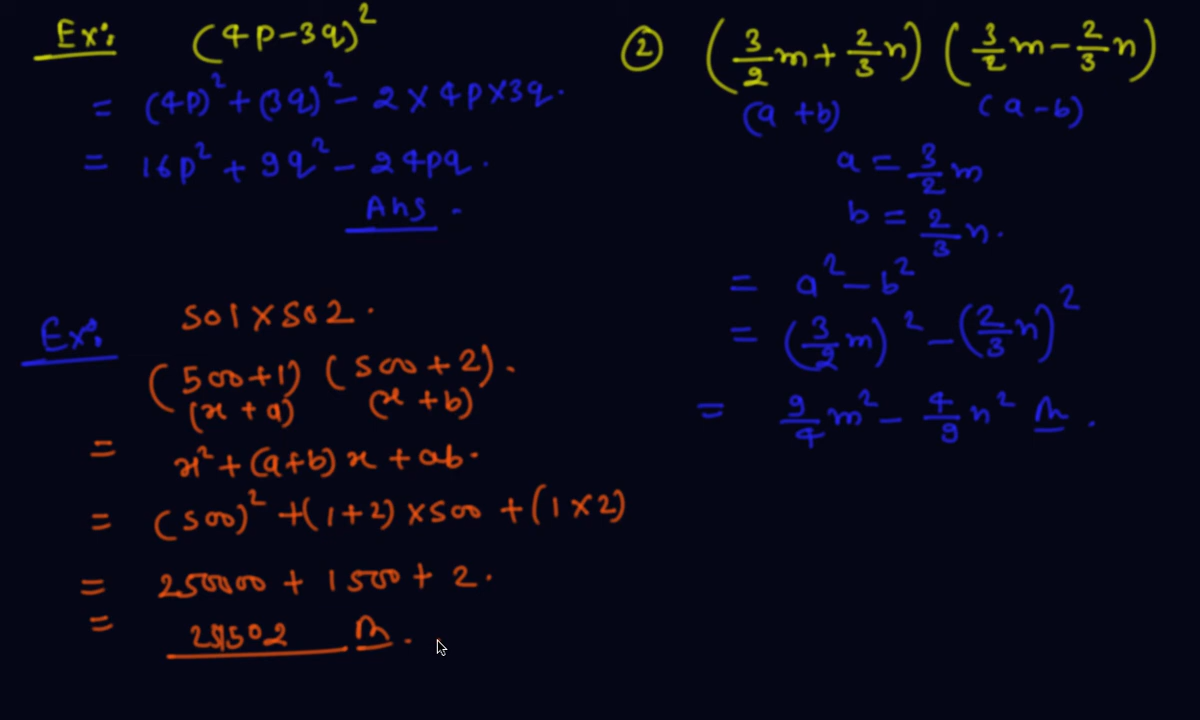 Ex: (4p-3q)²
= (4p)² + (3q)² - 2 × 4p × 3q.
= 16p² + 9q² - 24pq.
Ans.
Ex: 501 × 502.
(500+1) (500+2).
(x + a) (x + b)
= x² + (a+b) x + ab.
= (500)² + (1+2) × 500 + (1 × 2)
= 250000 + 1500 + 2.
= 251502
② (3/2 m + 2/3 n) (3/2 m - 2/3 n)
(a + b) (a - b)
a = 3/2 m
b = 2/3 n.
= a² - b²
= (3/2 m)² - (2/3 n)²
= 9/4 m² - 4/9 n²